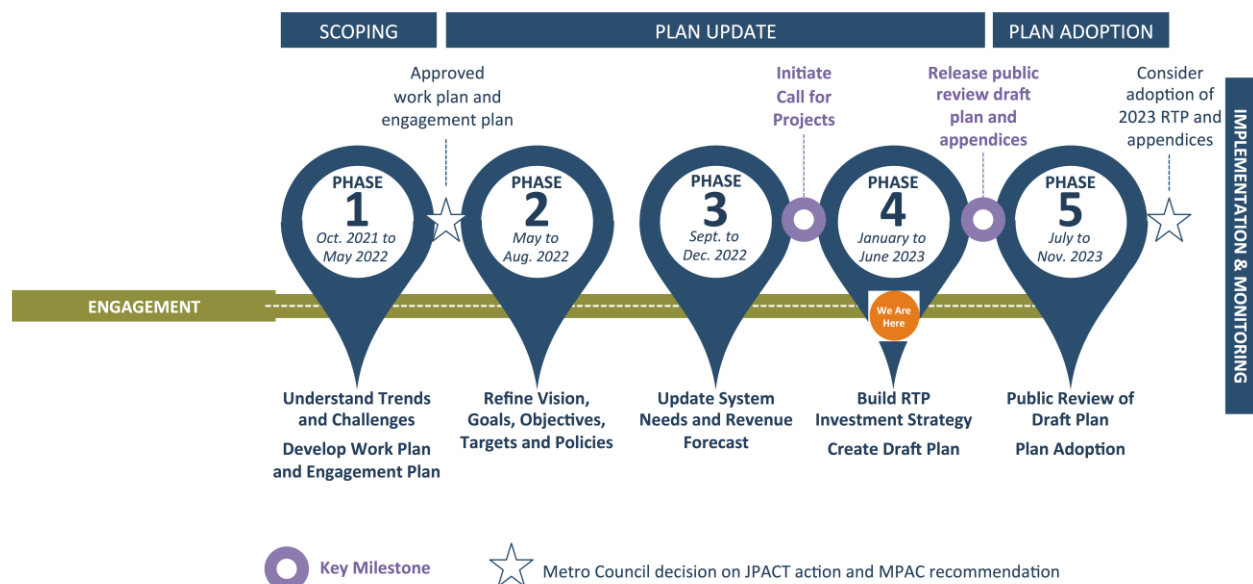 SCOPING
PLAN UPDATE
PLAN ADOPTION
Approved
work plan and
engagement plan
Initiate
Call for
Projects
Release public
review draft
plan and
appendices
Consider
adoption of
2023 RTP and
appendices
IMPLEMENTATION & MONITORING
PHASE
1
Oct. 2021 to
May 2022
PHASE
2
May to
Aug. 2022
PHASE
3
Sept. to
Dec. 2022
PHASE
4
January to
June 2023
PHASE
5
July to
Nov. 2023
ENGAGEMENT
We Are
Here
Understand Trends
and Challenges
Develop Work Plan
and Engagement Plan
Refine Vision,
Goals, Objectives,
Targets and Policies
Update System
Needs and Revenue
Forecast
Build RTP
Investment Strategy
Create Draft Plan
Public Review of
Draft Plan
Plan Adoption
Key Milestone
Metro Council decision on JPACT action and MPAC recommendation